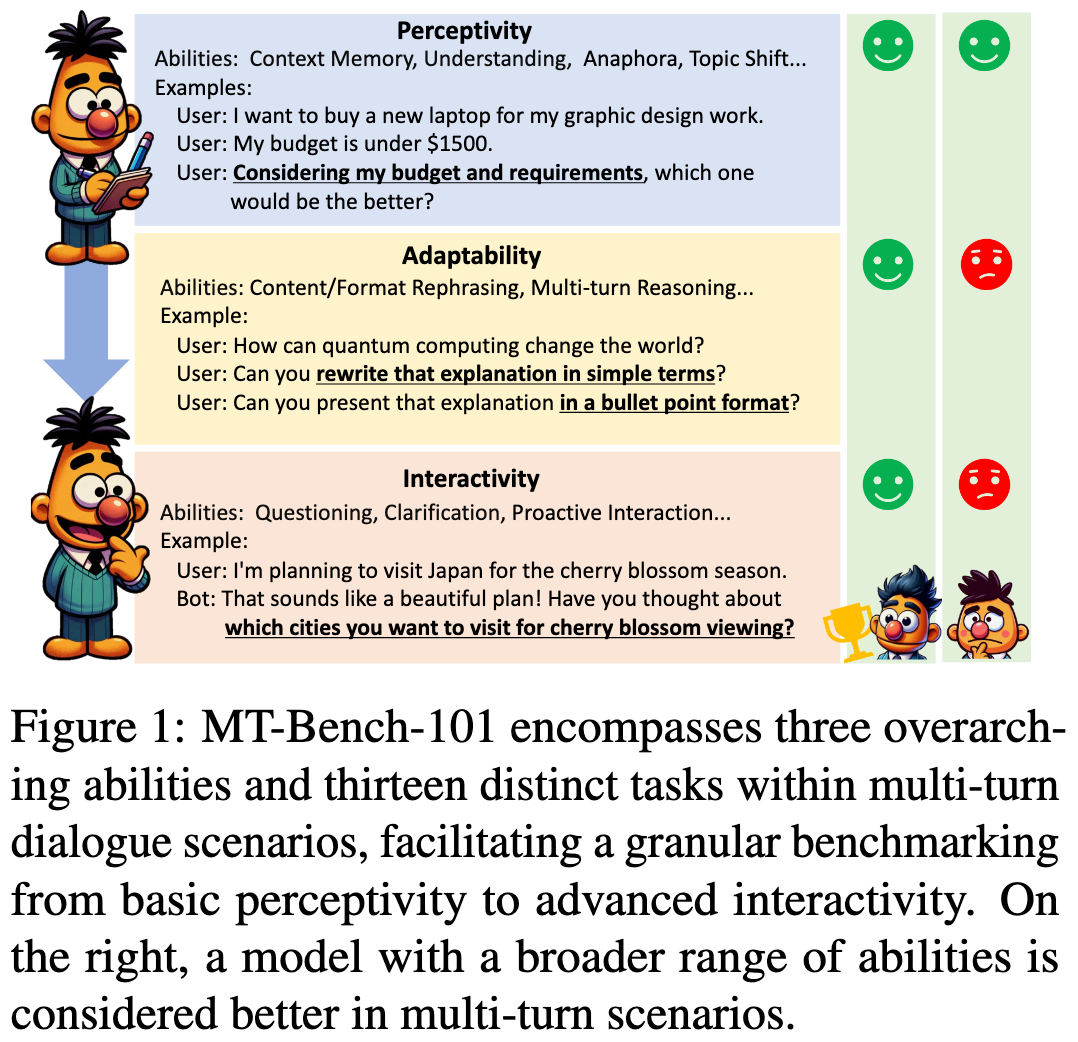 Perceptivity
Abilities: Context Memory, Understanding, Anaphora, Topic Shift...
Examples:
User: I want to buy a new laptop for my graphic design work.
User: My budget is under $1500.
User: Considering my budget and requirements, which one
would be the better?
Adaptability
Abilities: Content/Format Rephrasing, Multi-turn Reasoning...
Example:
User: How can quantum computing change the world?
User: Can you rewrite that explanation in simple terms?
User: Can you present that explanation in a bullet point format?
Interactivity
Abilities: Questioning, Clarification, Proactive Interaction...
Example:
User: I'm planning to visit Japan for the cherry blossom season.
Bot: That sounds like a beautiful plan! Have you thought about
which cities you want to visit for cherry blossom viewing?
Figure 1: MT-Bench-101 encompasses three overarch-
ing abilities and thirteen distinct tasks within multi-turn
dialogue scenarios, facilitating a granular benchmarking
from basic perceptivity to advanced interactivity. On
the right, a model with a broader range of abilities is
considered better in multi-turn scenarios.